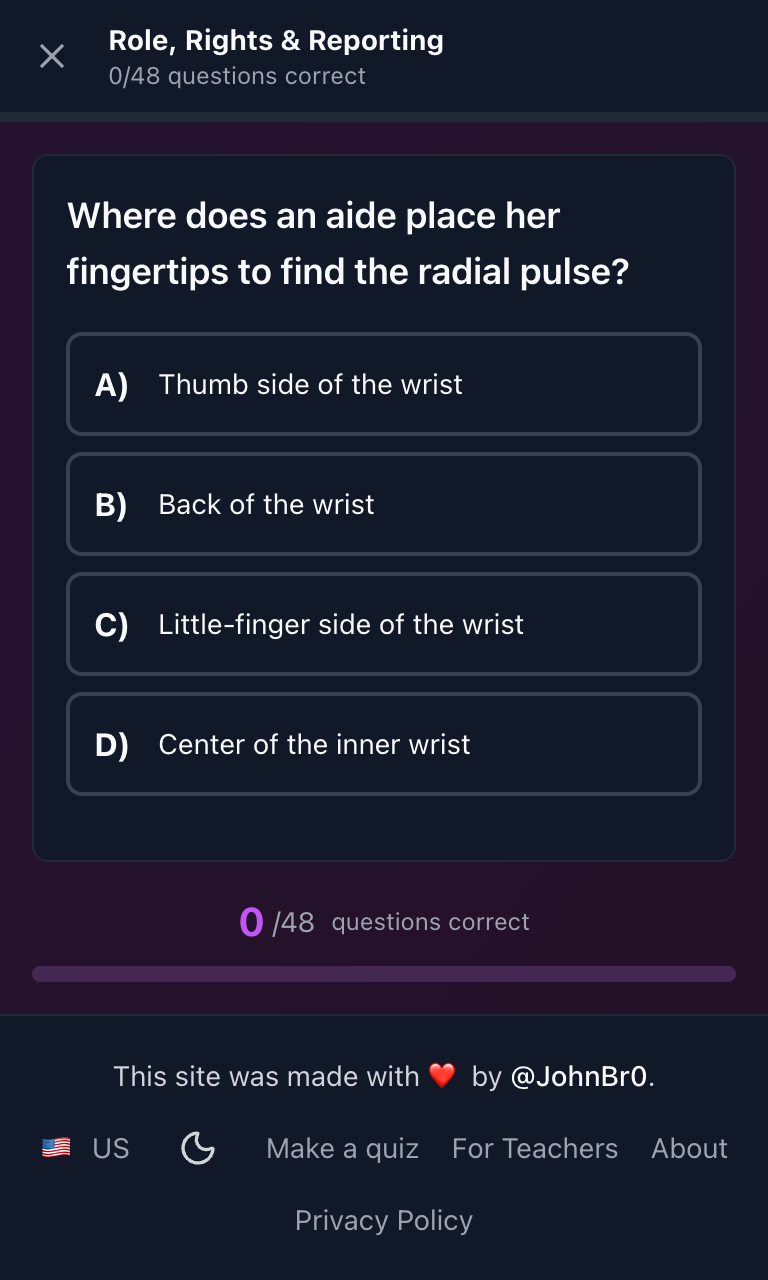 Role, Rights & Reporting
0/48 questions correct
Where does an aide place her
fingertips to find the radial pulse?
A) Thumb side of the wrist
B) Back of the wrist
C) Little-finger side of the wrist
D) Center of the inner wrist
0 /48 questions correct
This site was made with ❤️ by @JohnBr0.
🇺🇸 US Make a quiz For Teachers About
Privacy Policy